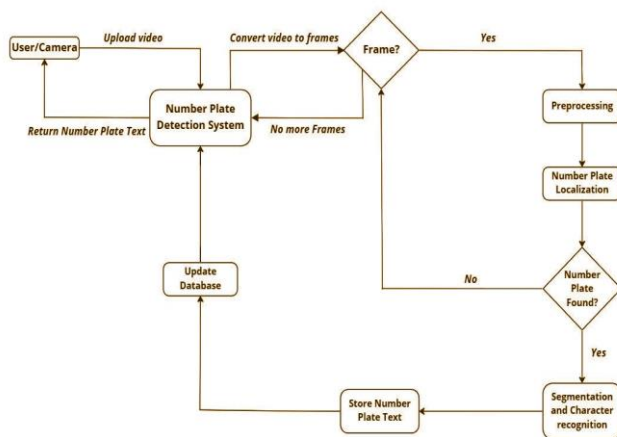 Upload video
User/Camera
Convert video to frames
Frame?
Yes
Number Plate
Detection System
Preprocessing
Return Number Plate Text
No more Frames
Number Plate
Localization
Update
Database
No
Number
Plate
Found?
Yes
Store Number
Plate Text
Segmentation
and Character
recognition